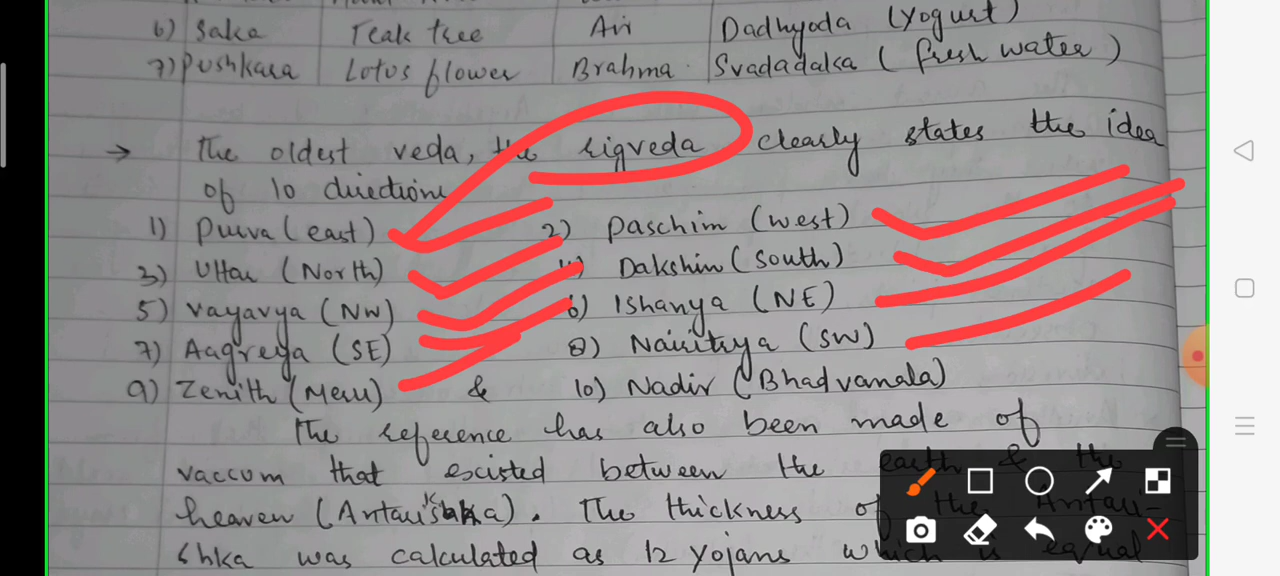 6) Saka Teak tree Avi Dadhyoda (Yogurt)
7) Pushkara Lotus flower Brahma Svadadaka (fresh water)
→ The oldest veda, the rigveda clearly states the idea
of 10 directions
1) Purva (east) 2) Paschim (west)
3) Uttar (North) 4) Dakshin (South)
5) Vayavya (NW) 6) Ishanya (NE)
7) Aagreya (SE) 8) Nairitya (SW)
9) Zenith (Meru) & 10) Nadir (Bhadvamala)
The reference has also been made of
vaccum that existed between the earth & the
heaven (Antariskha). The thickness of the Antari-
shka was calculated as 12 yojans which is equal